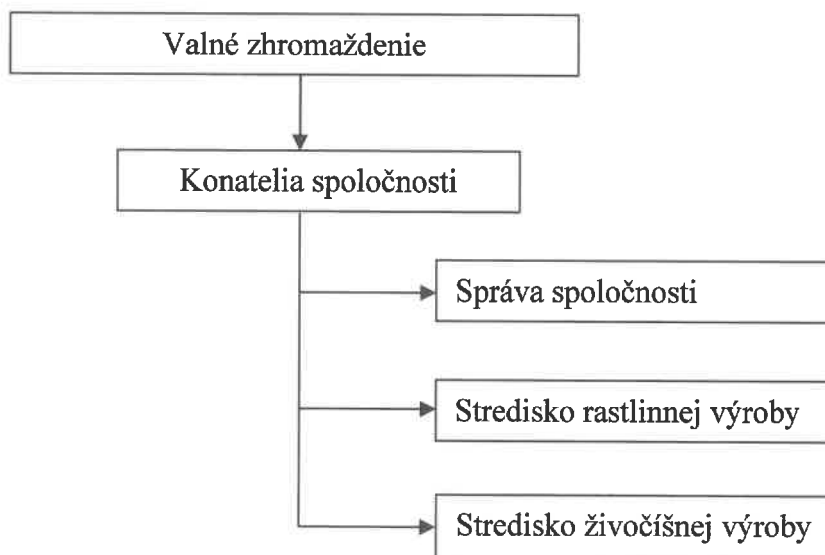 Valné zhromaždenie
Konatelia spoločnosti
Správa spoločnosti
Stredisko rastlinnej výroby
Stredisko živočíšnej výroby